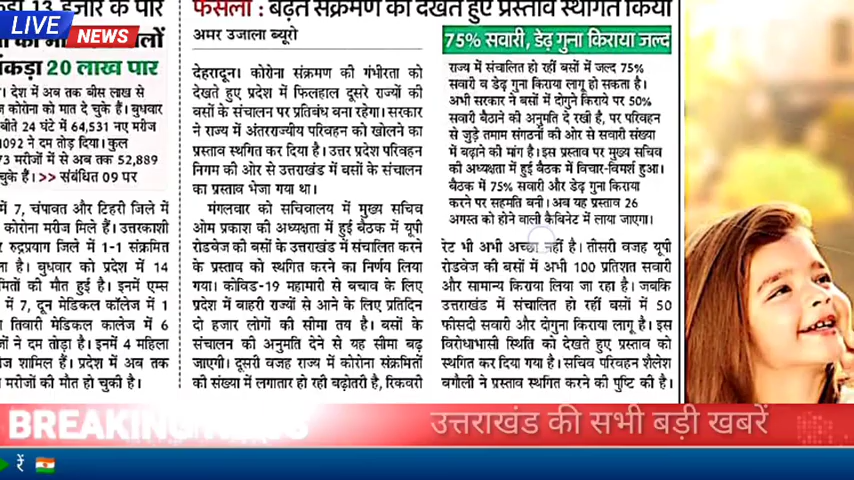 LIVE
NEWS
13 हजार के पार
आंकड़ा 20 लाख पार
। देश में अब तक बीस लाख से
कोरोना को मात दे चुके हैं। बुधवार
बीते 24 घंटे में 64,531 नए मरीज
1092 ने दम तोड़ दिया। कुल
73 मरीजों में से अब तक 52,889
चुके हैं। >> संबंधित 09 पर
में 7, चंपावत और टिहरी जिले में
कोरोना मरीज मिले हैं। उत्तरकाशी
रुद्रप्रयाग जिले में 1-1 संक्रमित
है। बुधवार को प्रदेश में 14
की मौत हुई है। इनमें एम्स
में 7, दून मेडिकल कॉलेज में 1
तिवारी मेडिकल कालेज में 6
ने दम तोड़ा है। इनमें 4 महिला
शामिल हैं। प्रदेश में अब तक
मरीजों की मौत हो चुकी है।
फैसला : बढ़ते संक्रमण को देखते हुए प्रस्ताव स्थगित किया
अमर उजाला ब्यूरो
देहरादून। कोरोना संक्रमण की गंभीरता को
देखते हुए प्रदेश में फिलहाल दूसरे राज्यों की
बसों के संचालन पर प्रतिबंध बना रहेगा। सरकार
ने राज्य में अंतरराज्यीय परिवहन को खोलने का
प्रस्ताव स्थगित कर दिया है। उत्तर प्रदेश परिवहन
निगम की ओर से उत्तराखंड में बसों के संचालन
का प्रस्ताव भेजा गया था।
मंगलवार को सचिवालय में मुख्य सचिव
ओम प्रकाश की अध्यक्षता में हुई बैठक में यूपी
रोडवेज की बसों के उत्तराखंड में संचालित करने
के प्रस्ताव को स्थगित करने का निर्णय लिया
गया। कोविड-19 महामारी से बचाव के लिए
प्रदेश में बाहरी राज्यों से आने के लिए प्रतिदिन
दो हजार लोगों की सीमा तय है। बसों के
संचालन की अनुमति देने से यह सीमा बढ़
जाएगी। दूसरी वजह राज्य में कोरोना संक्रमितों
की संख्या में लगातार हो रही बढ़ोतरी है, रिकवरी
75% सवारी, डेढ़ गुना किराया जल्द
राज्य में संचालित हो रहीं बसों में जल्द 75%
सवारी व डेढ़ गुना किराया लागू हो सकता है।
अभी सरकार ने बसों में दोगुने किराये पर 50%
सवारी बैठाने की अनुमति दे रखी है, पर परिवहन
से जुड़े तमाम संगठनों की ओर से सवारी संख्या
में बढ़ाने की मांग है। इस प्रस्ताव पर मुख्य सचिव
की अध्यक्षता में हुई बैठक में विचार-विमर्श हुआ।
बैठक में 75% सवारी और डेढ़ गुना किराया
करने पर सहमति बनी। अब यह प्रस्ताव 26
अगस्त को होने वाली कैबिनेट में लाया जाएगा।
रेट भी अभी अच्छा नहीं है। तीसरी वजह यूपी
रोडवेज की बसों में अभी 100 प्रतिशत सवारी
और सामान्य किराया लिया जा रहा है। जबकि
उत्तराखंड में संचालित हो रहीं बसों में 50
फीसदी सवारी और दोगुना किराया लागू है। इस
विरोधाभासी स्थिति को देखते हुए प्रस्ताव को
स्थगित कर दिया गया है। सचिव परिवहन शैलेश
बगौली ने प्रस्ताव स्थगित करने की पुष्टि की है।
BREAKING NEWS
उत्तराखंड की सभी बड़ी खबरें
रें